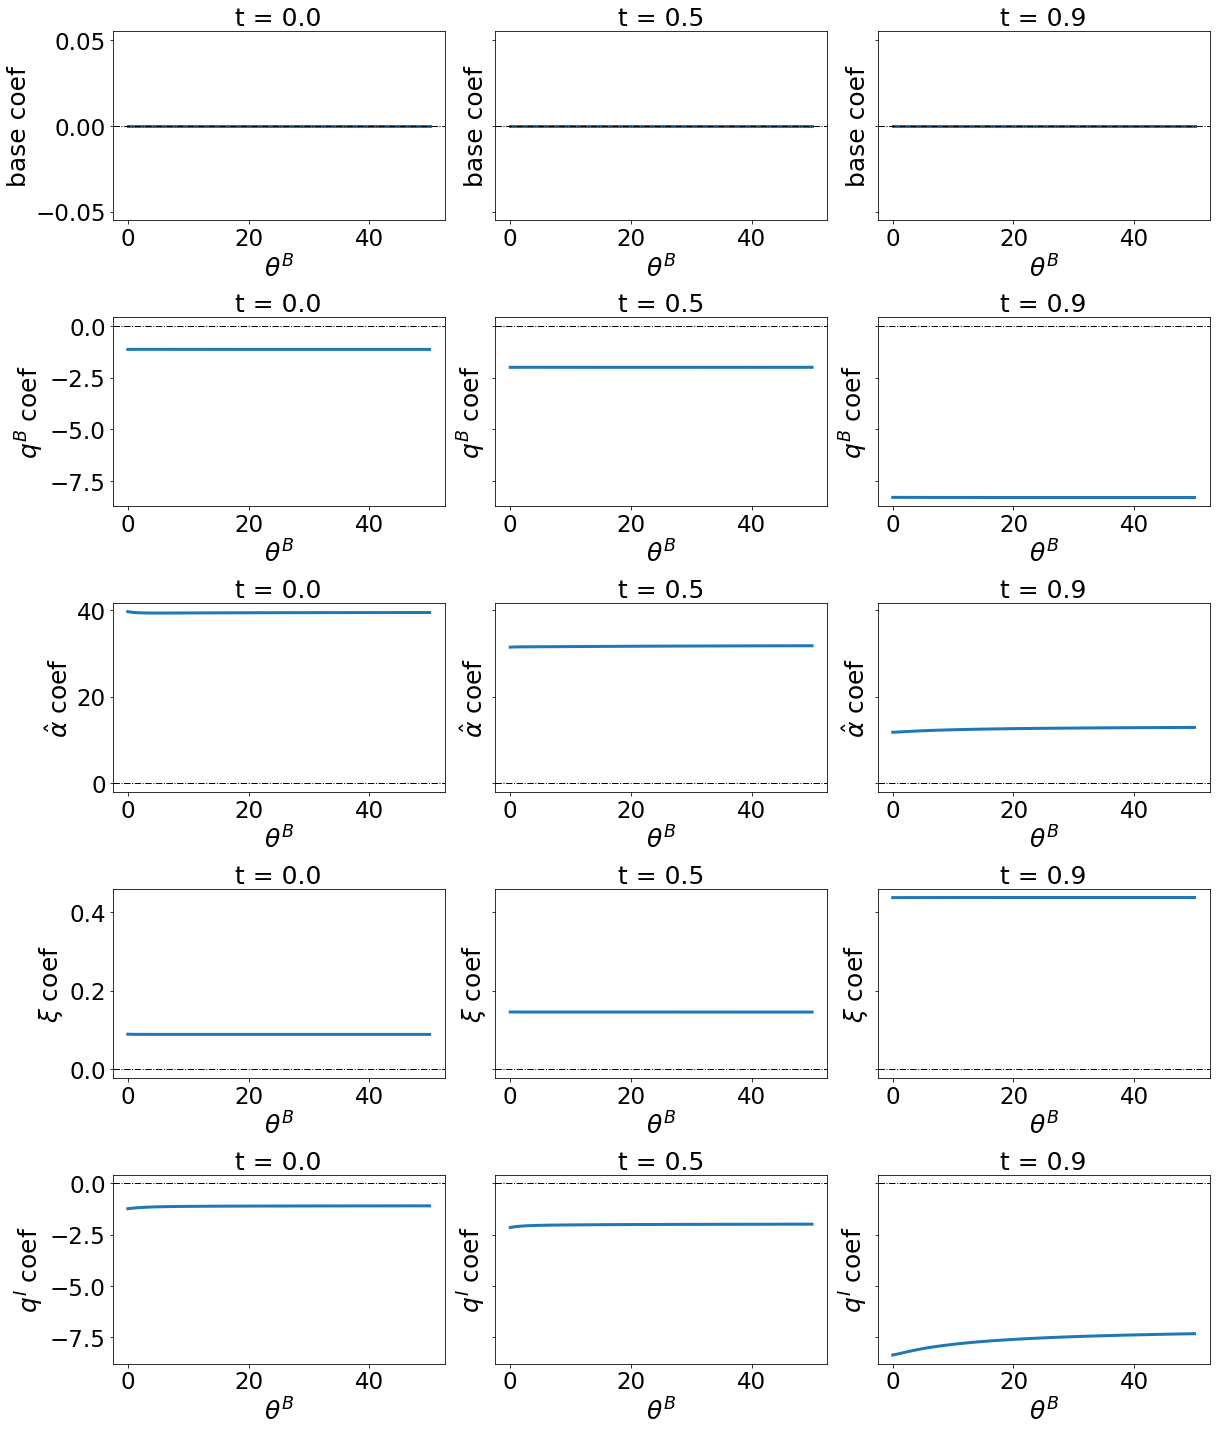 t = 0.0 t = 0.5 t = 0.9
0.05
0.00
−0.05
base coef base coef base coef
0 20 40 0 20 40 0 20 40
θ^B θ^B θ^B
t = 0.0 t = 0.5 t = 0.9
0.0
−2.5
−5.0
−7.5
q^B coef q^B coef q^B coef
0 20 40 0 20 40 0 20 40
θ^B θ^B θ^B
t = 0.0 t = 0.5 t = 0.9
40
20
0
α̂ coef α̂ coef α̂ coef
0 20 40 0 20 40 0 20 40
θ^B θ^B θ^B
t = 0.0 t = 0.5 t = 0.9
0.4
0.2
0.0
ξ coef ξ coef ξ coef
0 20 40 0 20 40 0 20 40
θ^B θ^B θ^B
t = 0.0 t = 0.5 t = 0.9
0.0
−2.5
−5.0
−7.5
q^I coef q^I coef q^I coef
0 20 40 0 20 40 0 20 40
θ^B θ^B θ^B